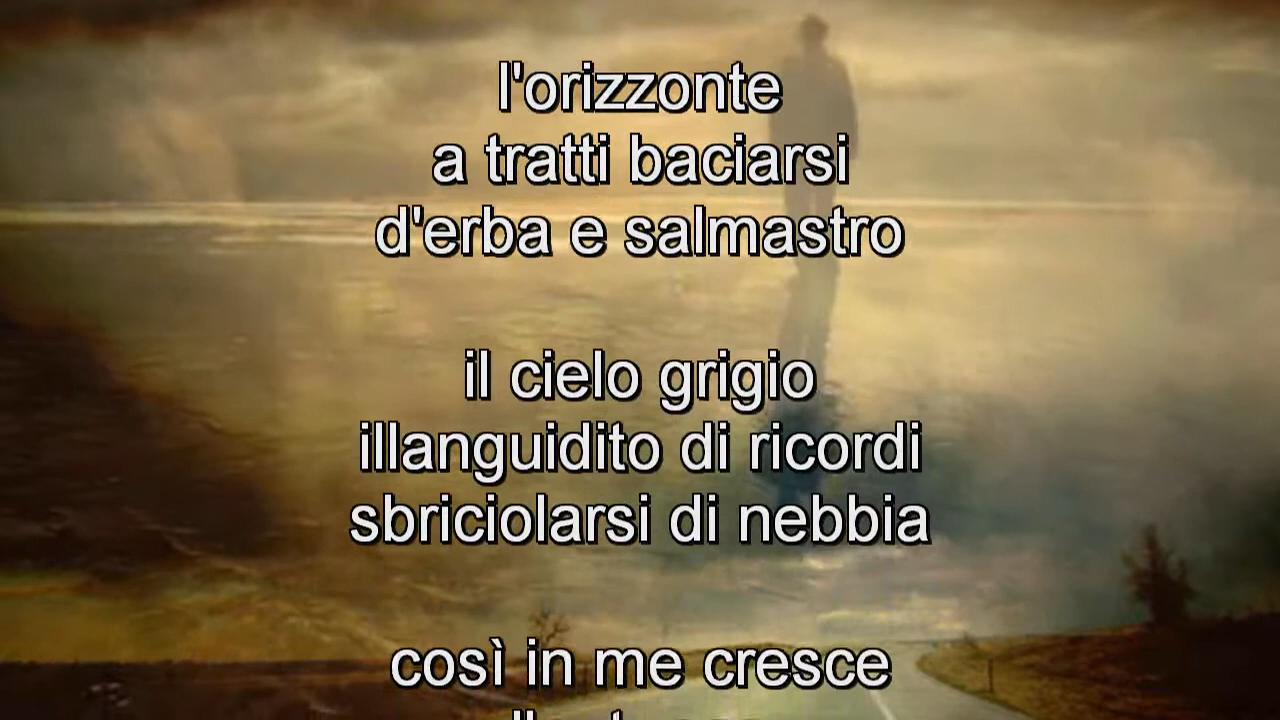 l'orizzonte
a tratti baciarsi
d'erba e salmastro
il cielo grigio
illanguidito di ricordi
sbriciolarsi di nebbia
così in me cresce